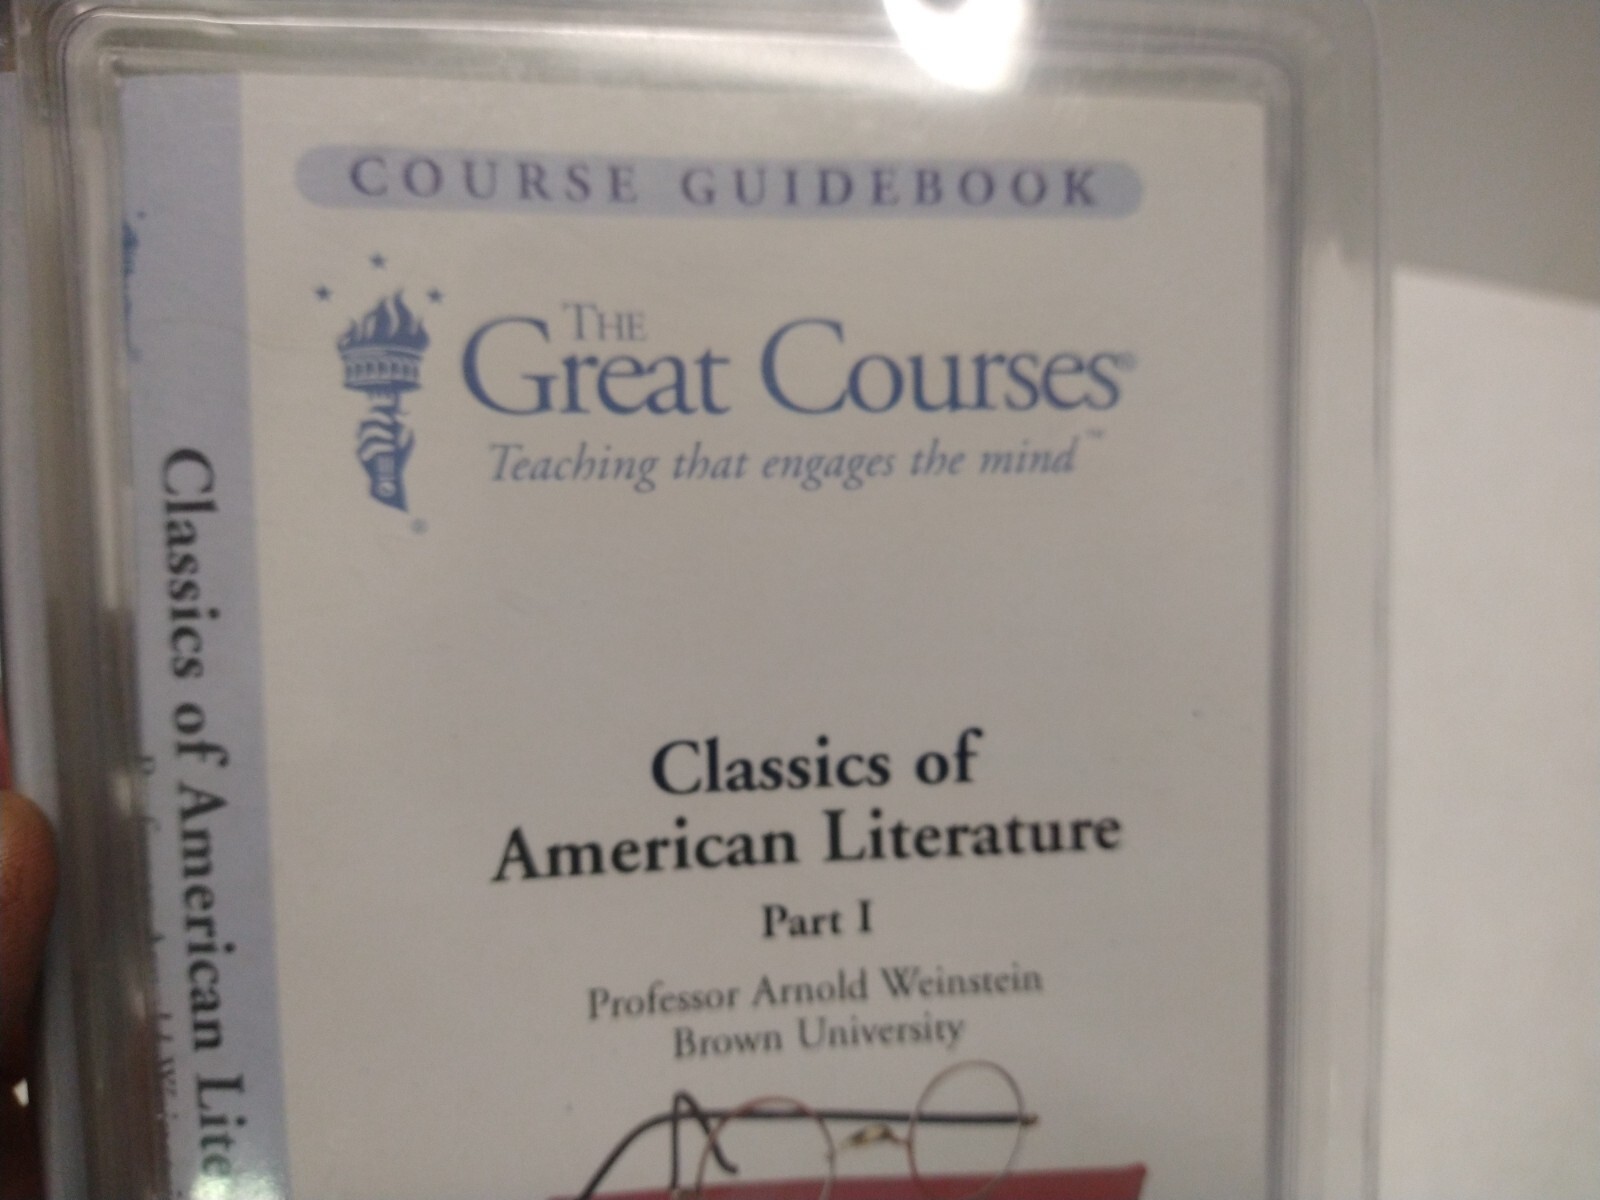 COURSE GUIDEBOOK
THE
Great Courses®
Teaching that engages the mind™
®
Classics of
American Literature
Part I
Professor Arnold Weinstein
Brown University
Classics of American Lite